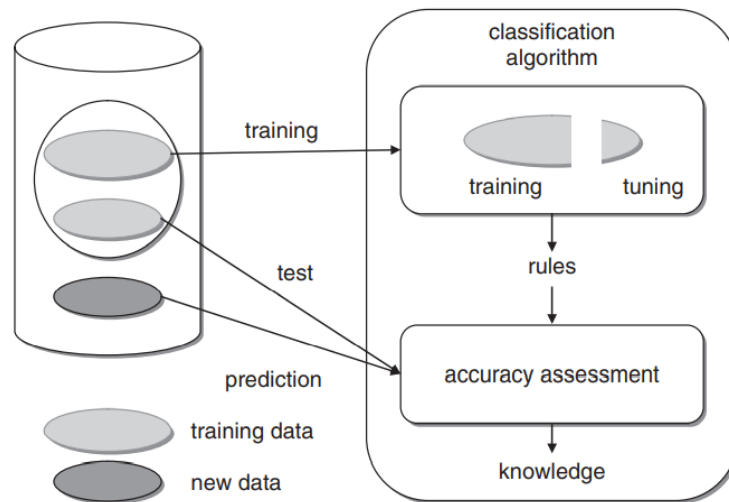 classification
algorithm
training
training
tuning
rules
test
accuracy assessment
prediction
training data
knowledge
new data